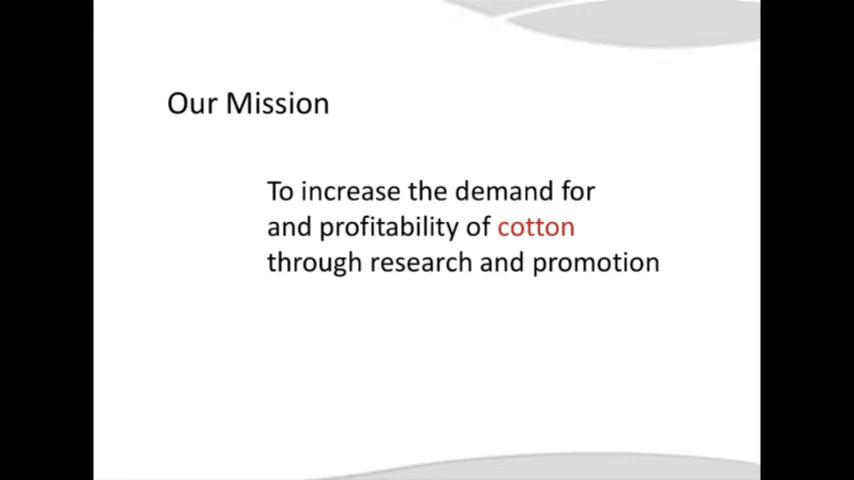 Our Mission
To increase the demand for
and profitability of cotton
through research and promotion